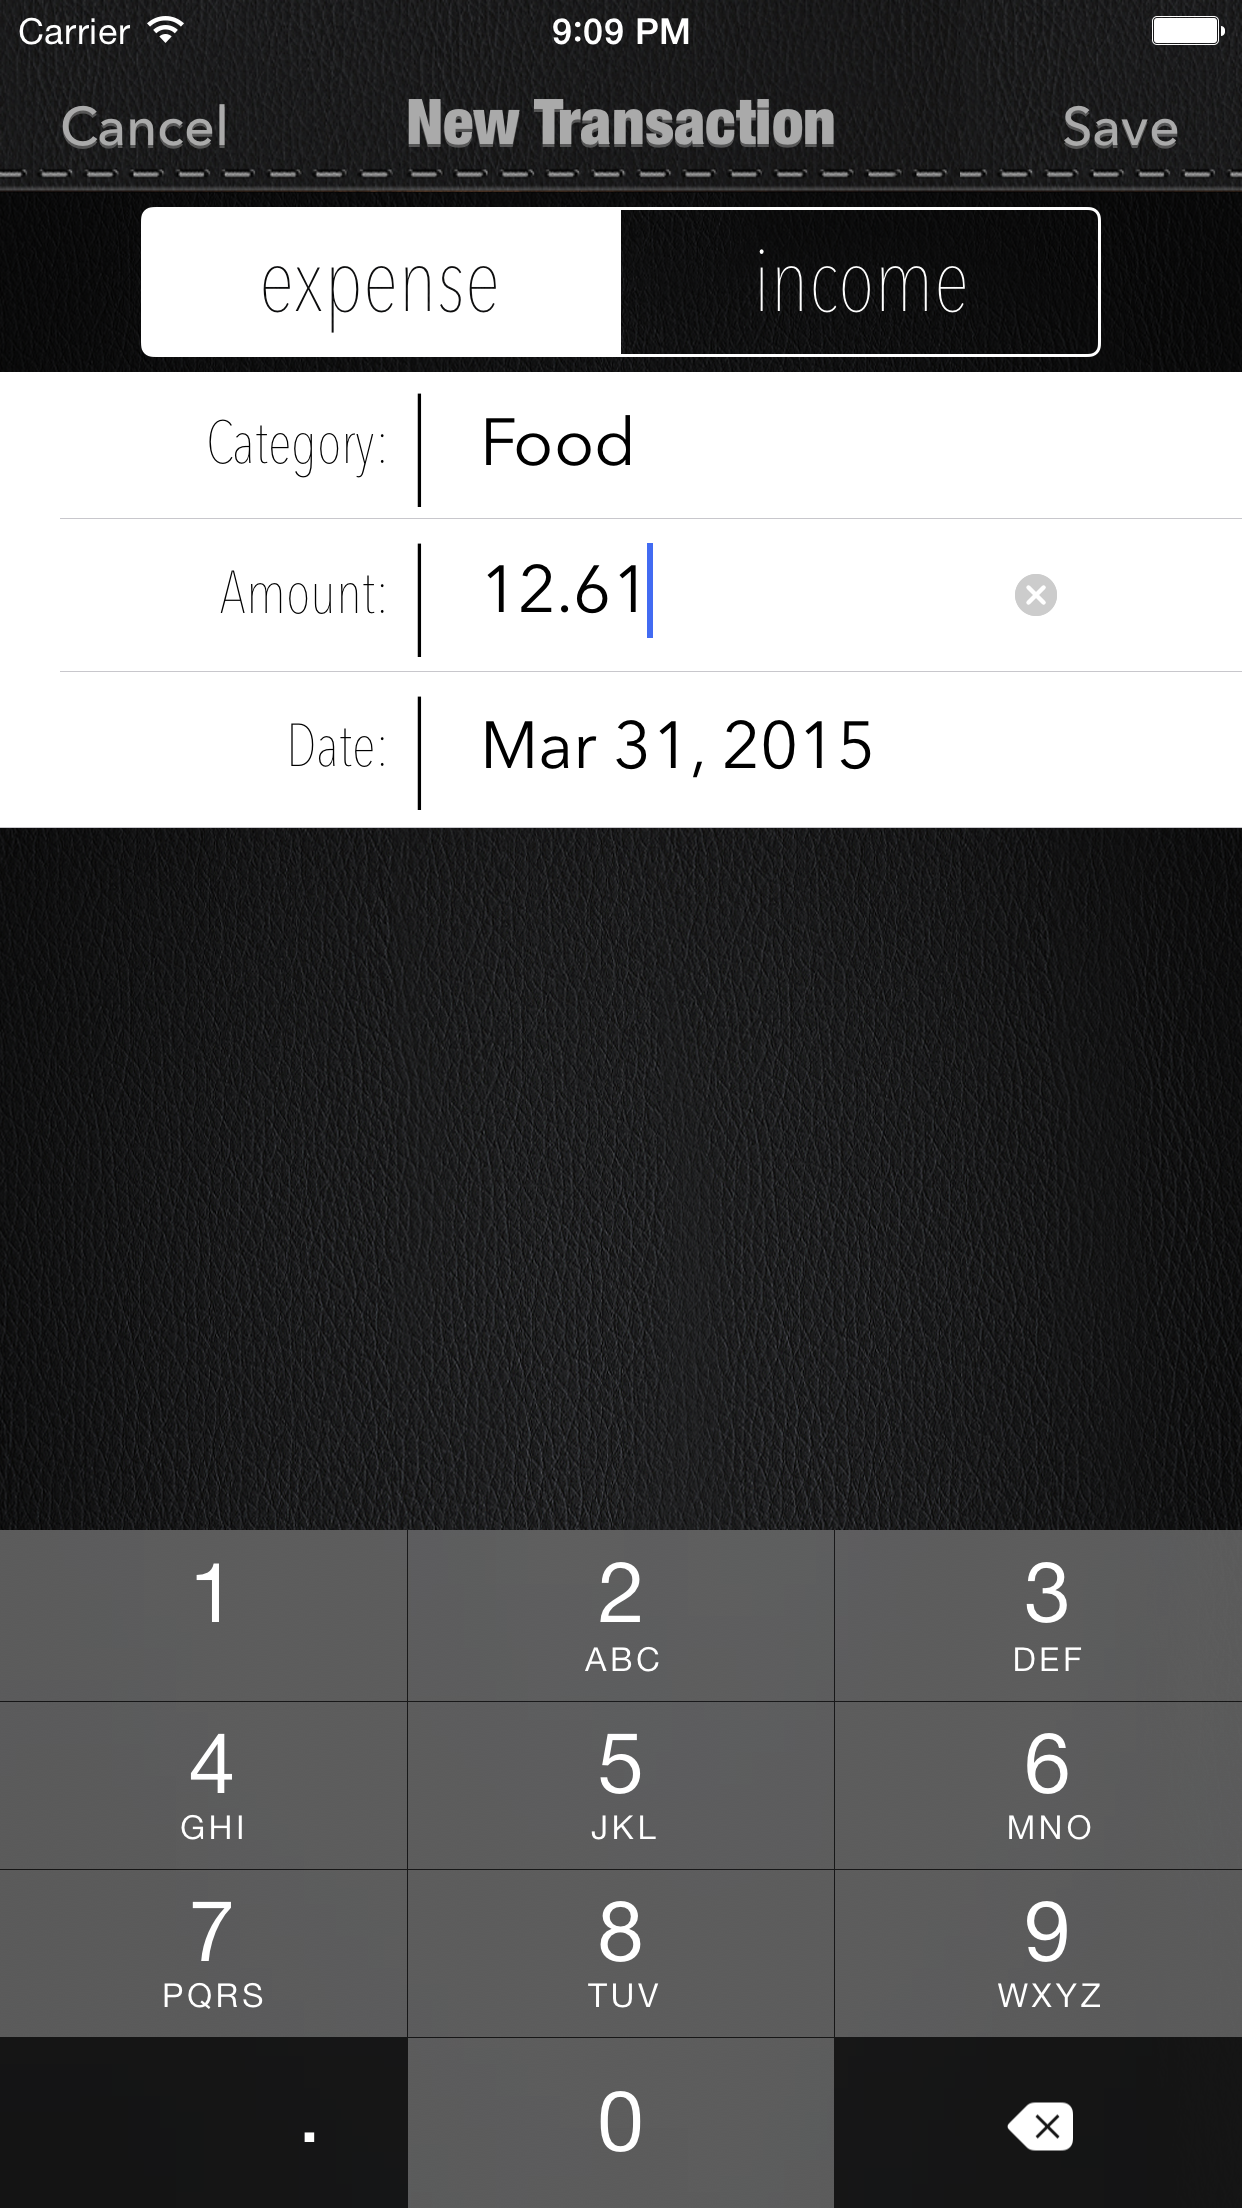 Carrier 9:09 PM
Cancel New Transaction Save
expense income
Category: Food
Amount: 12.61
Date: Mar 31, 2015
1 2 3
ABC DEF
4 5 6
GHI JKL MNO
7 8 9
PQRS TUV WXYZ
. 0